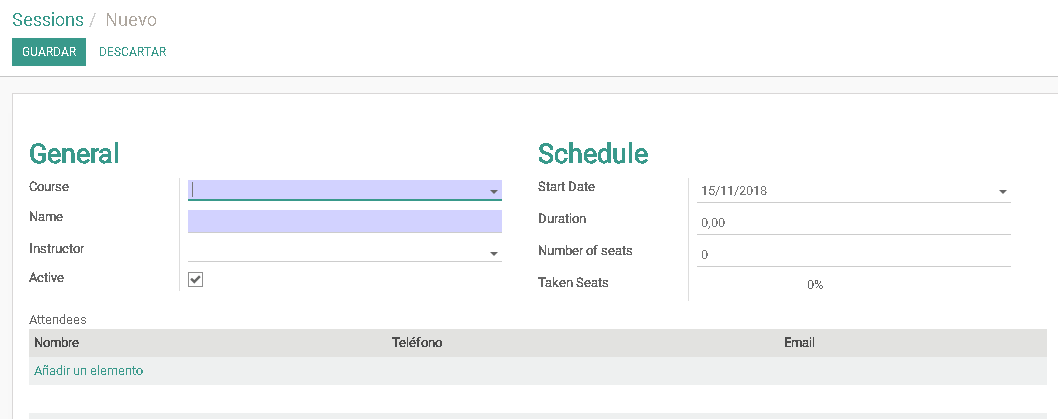 Sessions / Nuevo
GUARDAR DESCARTAR
General
Course
Name
Instructor
Active
Schedule
Start Date 15/11/2018
Duration 0,00
Number of seats 0
Taken Seats 0%
Attendees
Nombre Teléfono Email
Añadir un elemento